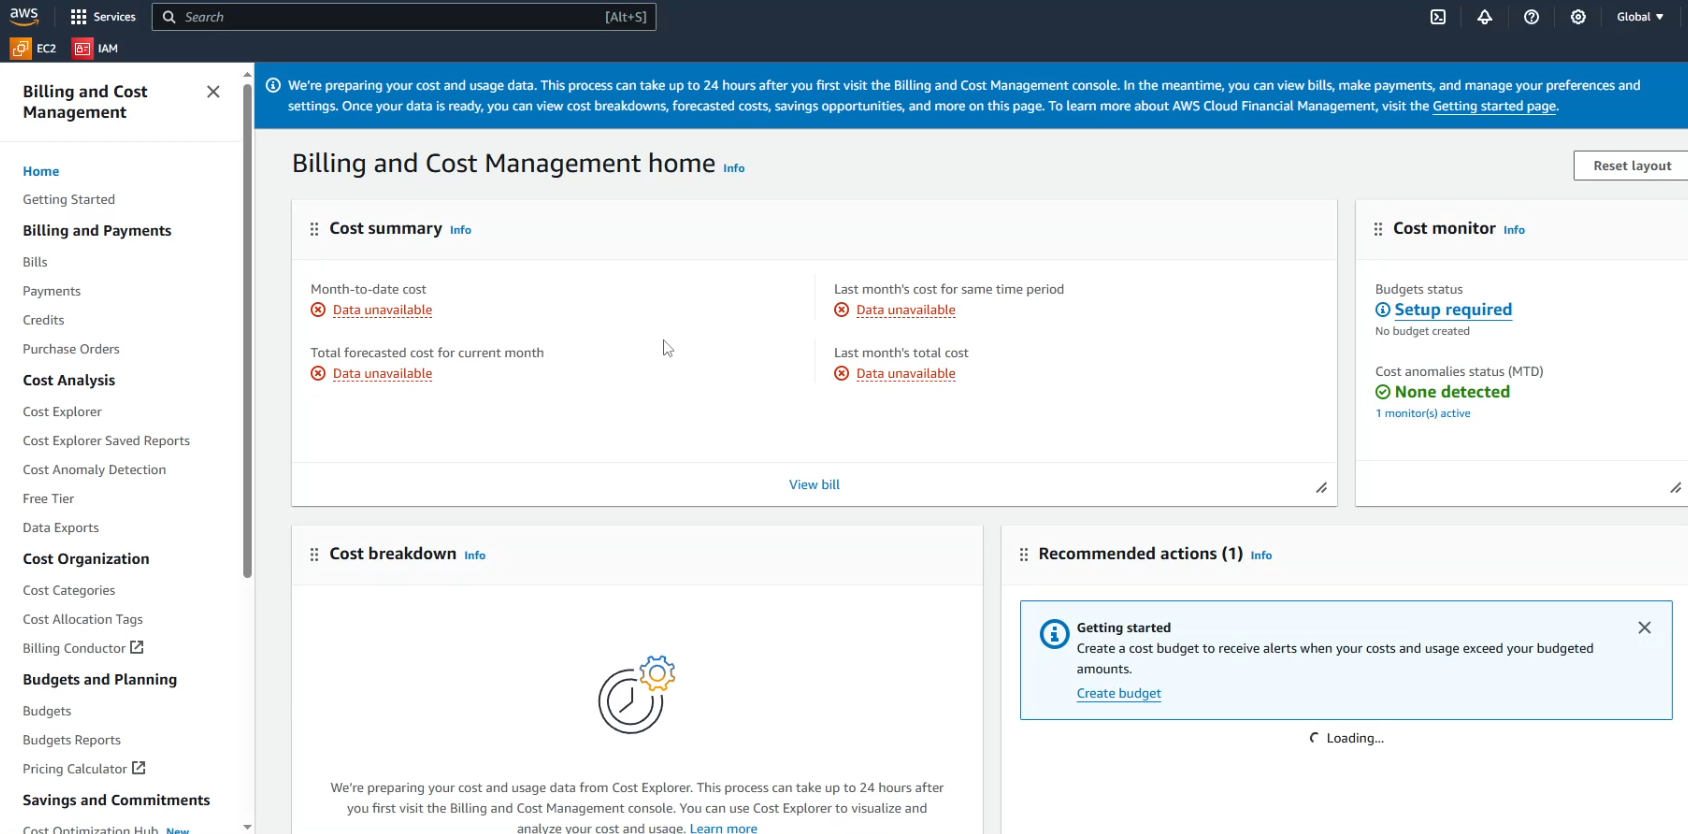 aws
Services
Search
[Alt+S]
Global
EC2
IAM
Billing and Cost
Management
Home
Getting Started
Billing and Payments
Bills
Payments
Credits
Purchase Orders
Cost Analysis
Cost Explorer
Cost Explorer Saved Reports
Cost Anomaly Detection
Free Tier
Data Exports
Cost Organization
Cost Categories
Cost Allocation Tags
Billing Conductor
Budgets and Planning
Budgets
Budgets Reports
Pricing Calculator
Savings and Commitments
Cost Optimization Hub New
We're preparing your cost and usage data. This process can take up to 24 hours after you first visit the Billing and Cost Management console. In the meantime, you can view bills, make payments, and manage your preferences and
settings. Once your data is ready, you can view cost breakdowns, forecasted costs, savings opportunities, and more on this page. To learn more about AWS Cloud Financial Management, visit the Getting started page.
Billing and Cost Management home Info
Reset layout
Cost summary Info
Month-to-date cost
Data unavailable
Last month's cost for same time period
Data unavailable
Total forecasted cost for current month
Data unavailable
Last month's total cost
Data unavailable
View bill
Cost monitor Info
Budgets status
Setup required
No budget created
Cost anomalies status (MTD)
None detected
1 monitor(s) active
Cost breakdown Info
We're preparing your cost and usage data from Cost Explorer. This process can take up to 24 hours after
you first visit the Billing and Cost Management console. You can use Cost Explorer to visualize and
analyze your cost and usage. Learn more
Recommended actions (1) Info
Getting started
Create a cost budget to receive alerts when your costs and usage exceed your budgeted
amounts.
Create budget
Loading...